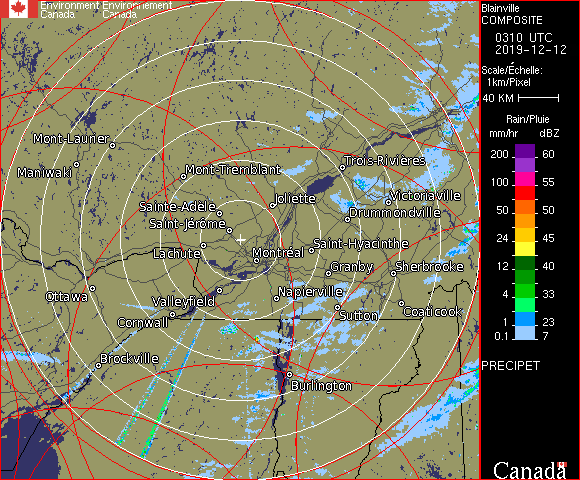 Environment Environnement
Canada Canada
Blainville
COMPOSITE
0310 UTC
2019-12-12
Scale/Échelle:
1km/Pixel
40 KM
Rain/Pluie
mm/hr dBZ
200 60
100 55
50 50
24 45
12 40
4 33
1 23
0.1 7
PRECIPET
Canada
Mont-Laurier
Maniwaki
Mont-Tremblant
Trois-Rivières
Joliette
Victoriaville
Sainte-Adele
Drummondville
Saint-Jérôme
Lachute
Montréal
Saint-Hyacinthe
Granby
Sherbrooke
Ottawa
Valleyfield
Napierville
Cornwall
Sutton
Coaticook
Brockville
Burlington